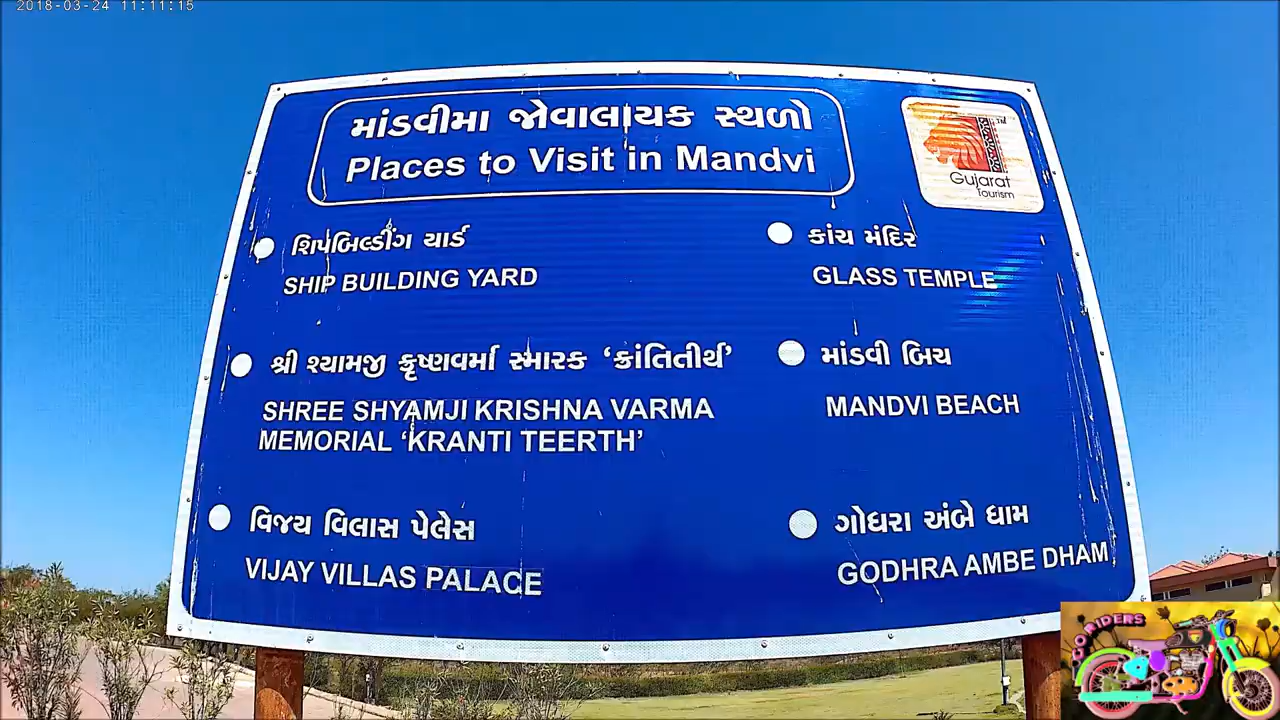 2018-03-24 11:11:15
માંડવીમા જોવાલાયક સ્થળો
Places to Visit in Mandvi
Gujarat
Tourism
TM
શિપબિલ્ડીંગ યાર્ડ
SHIP BUILDING YARD
કાંચ મંદિર
GLASS TEMPLE
શ્રી શ્યામજી કૃષ્ણવર્મા સ્મારક ‘ક્રાંતિતીર્થ’
SHREE SHYAMJI KRISHNA VARMA
MEMORIAL ‘KRANTI TEERTH’
માંડવી બિચ
MANDVI BEACH
વિજય વિલાસ પેલેસ
VIJAY VILLAS PALACE
ગોધરા અંબે ધામ
GODHRA AMBE DHAM
RIDERS